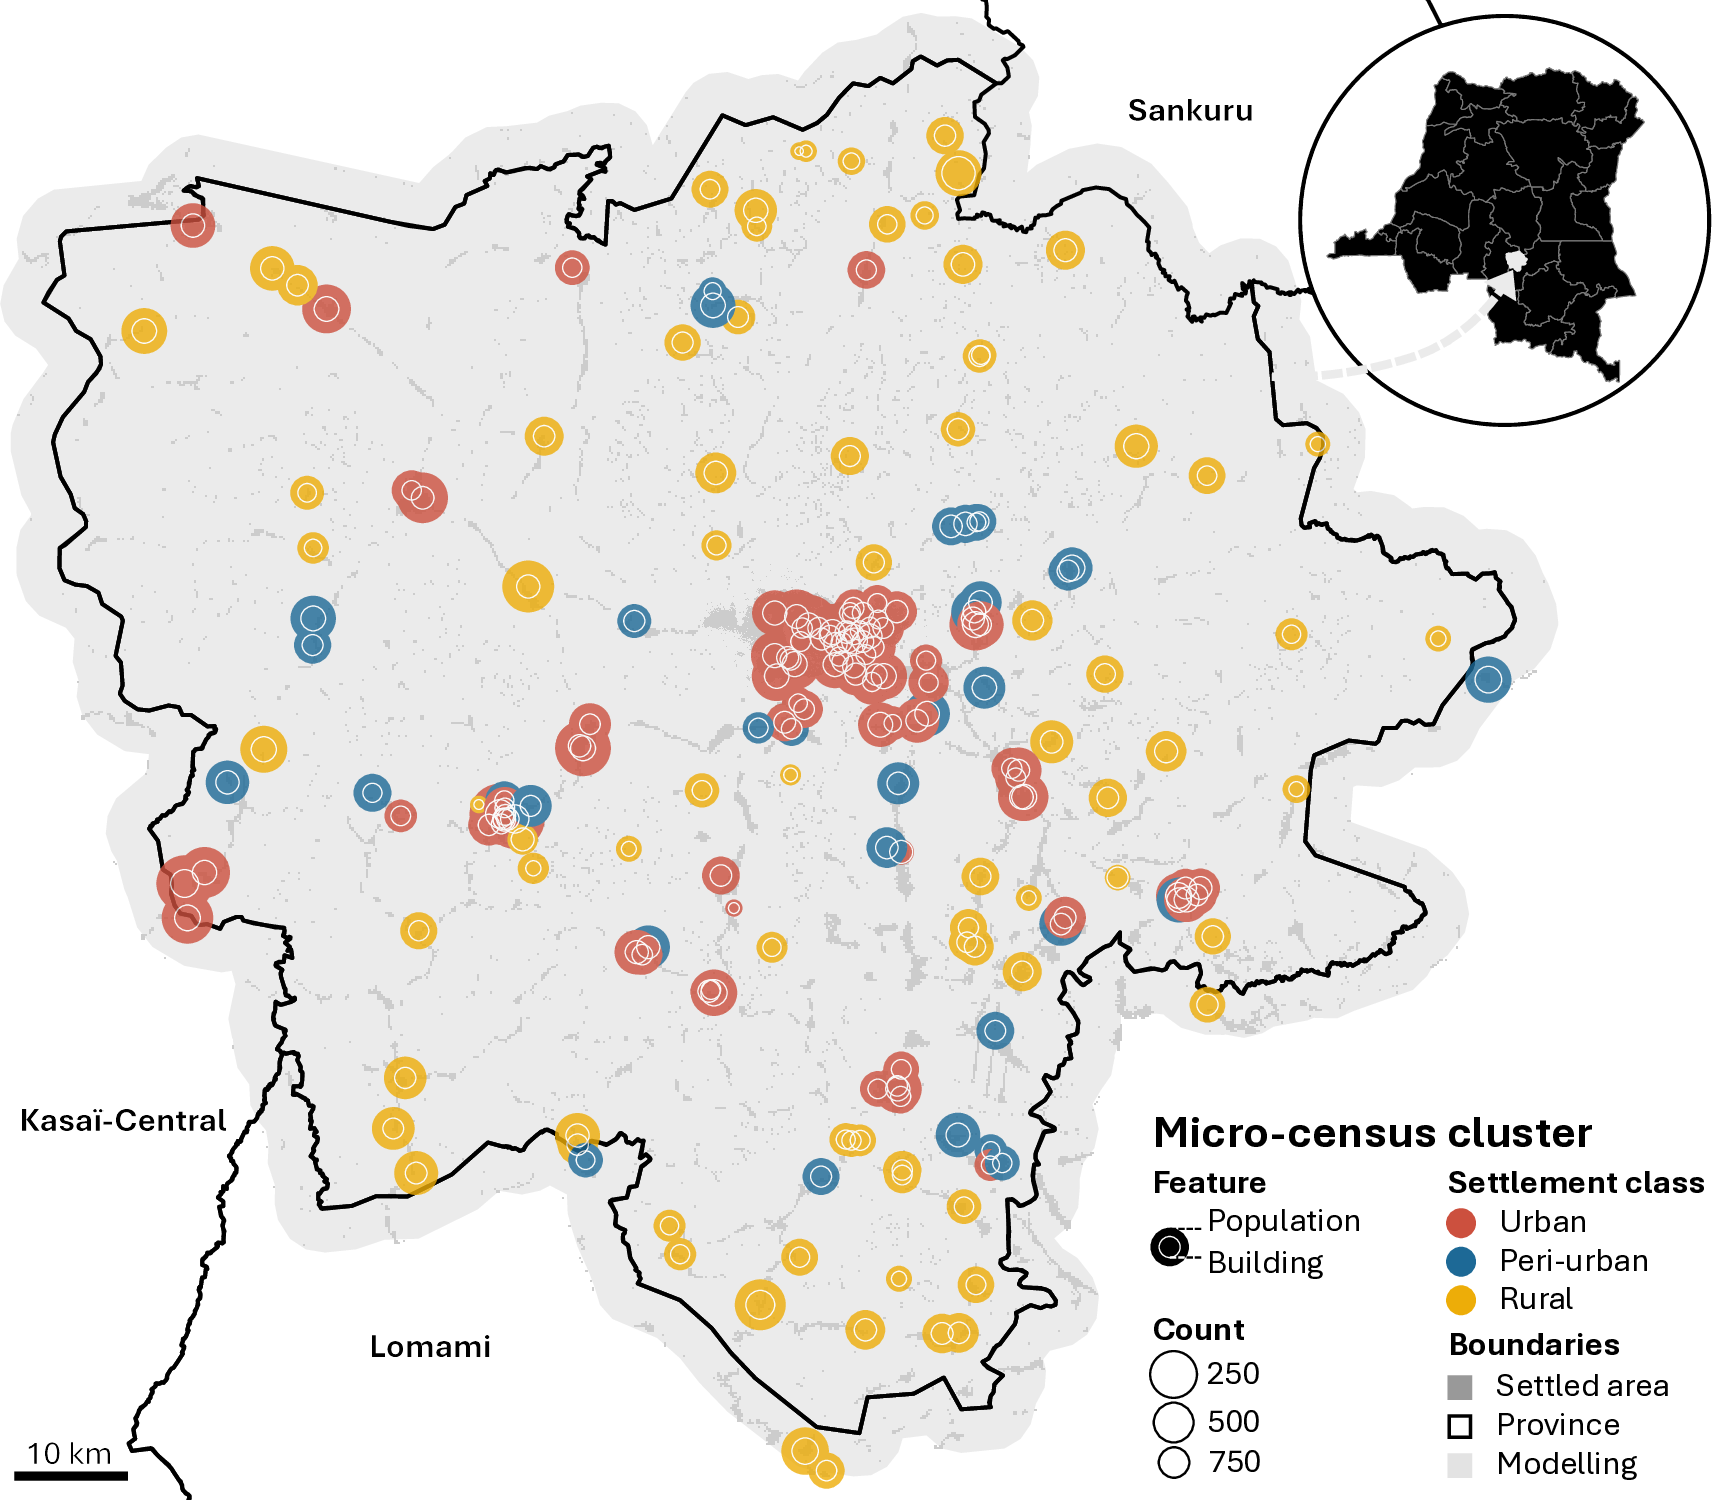 Sankuru
Kasaï-Central
Lomami
10 km
Micro-census cluster
Feature
Population
Building
Count
250
500
750
Settlement class
Urban
Peri-urban
Rural
Boundaries
Settled area
Province
Modelling